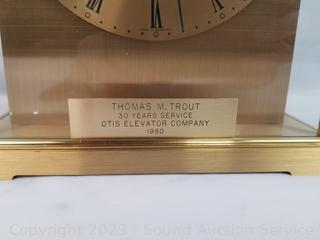 THOMAS M. TROUT
30 YEARS SERVICE
OTIS ELEVATOR COMPANY
1980
Copyright 2023 - Sound Auction Service